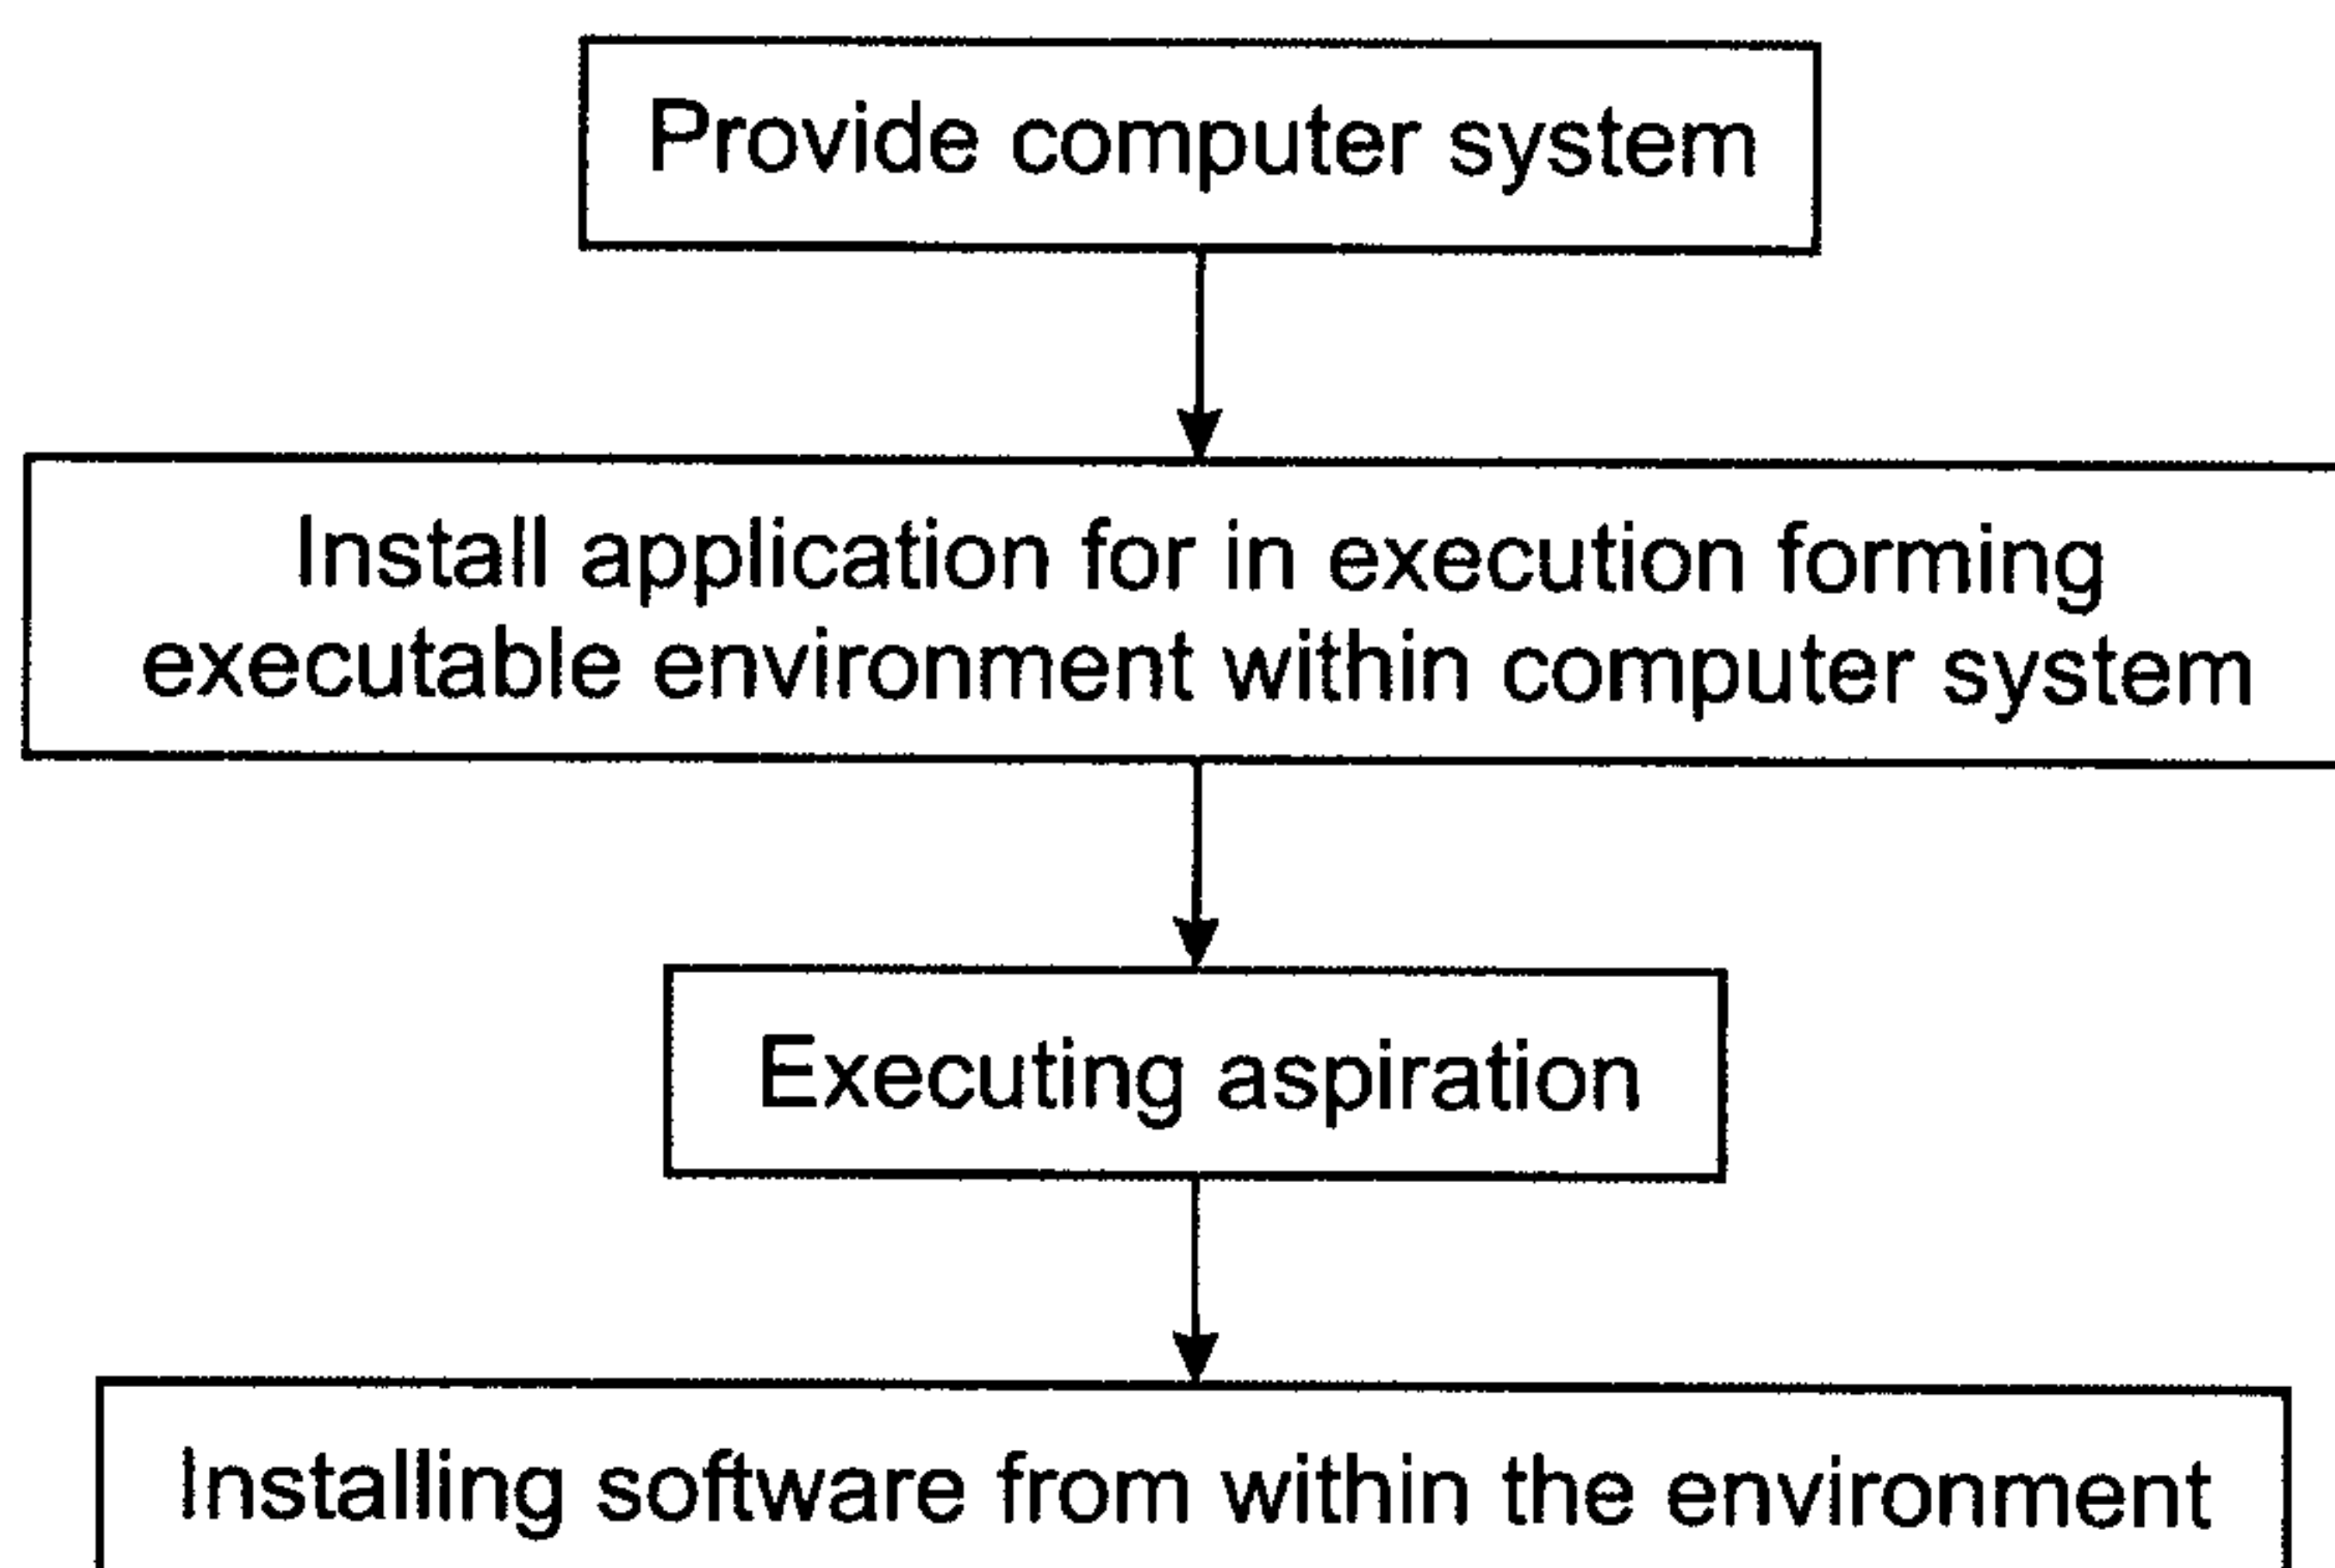 Provide computer system
Install application for in execution forming
executable environment within computer system
Executing aspiration
Installing software from within the environment